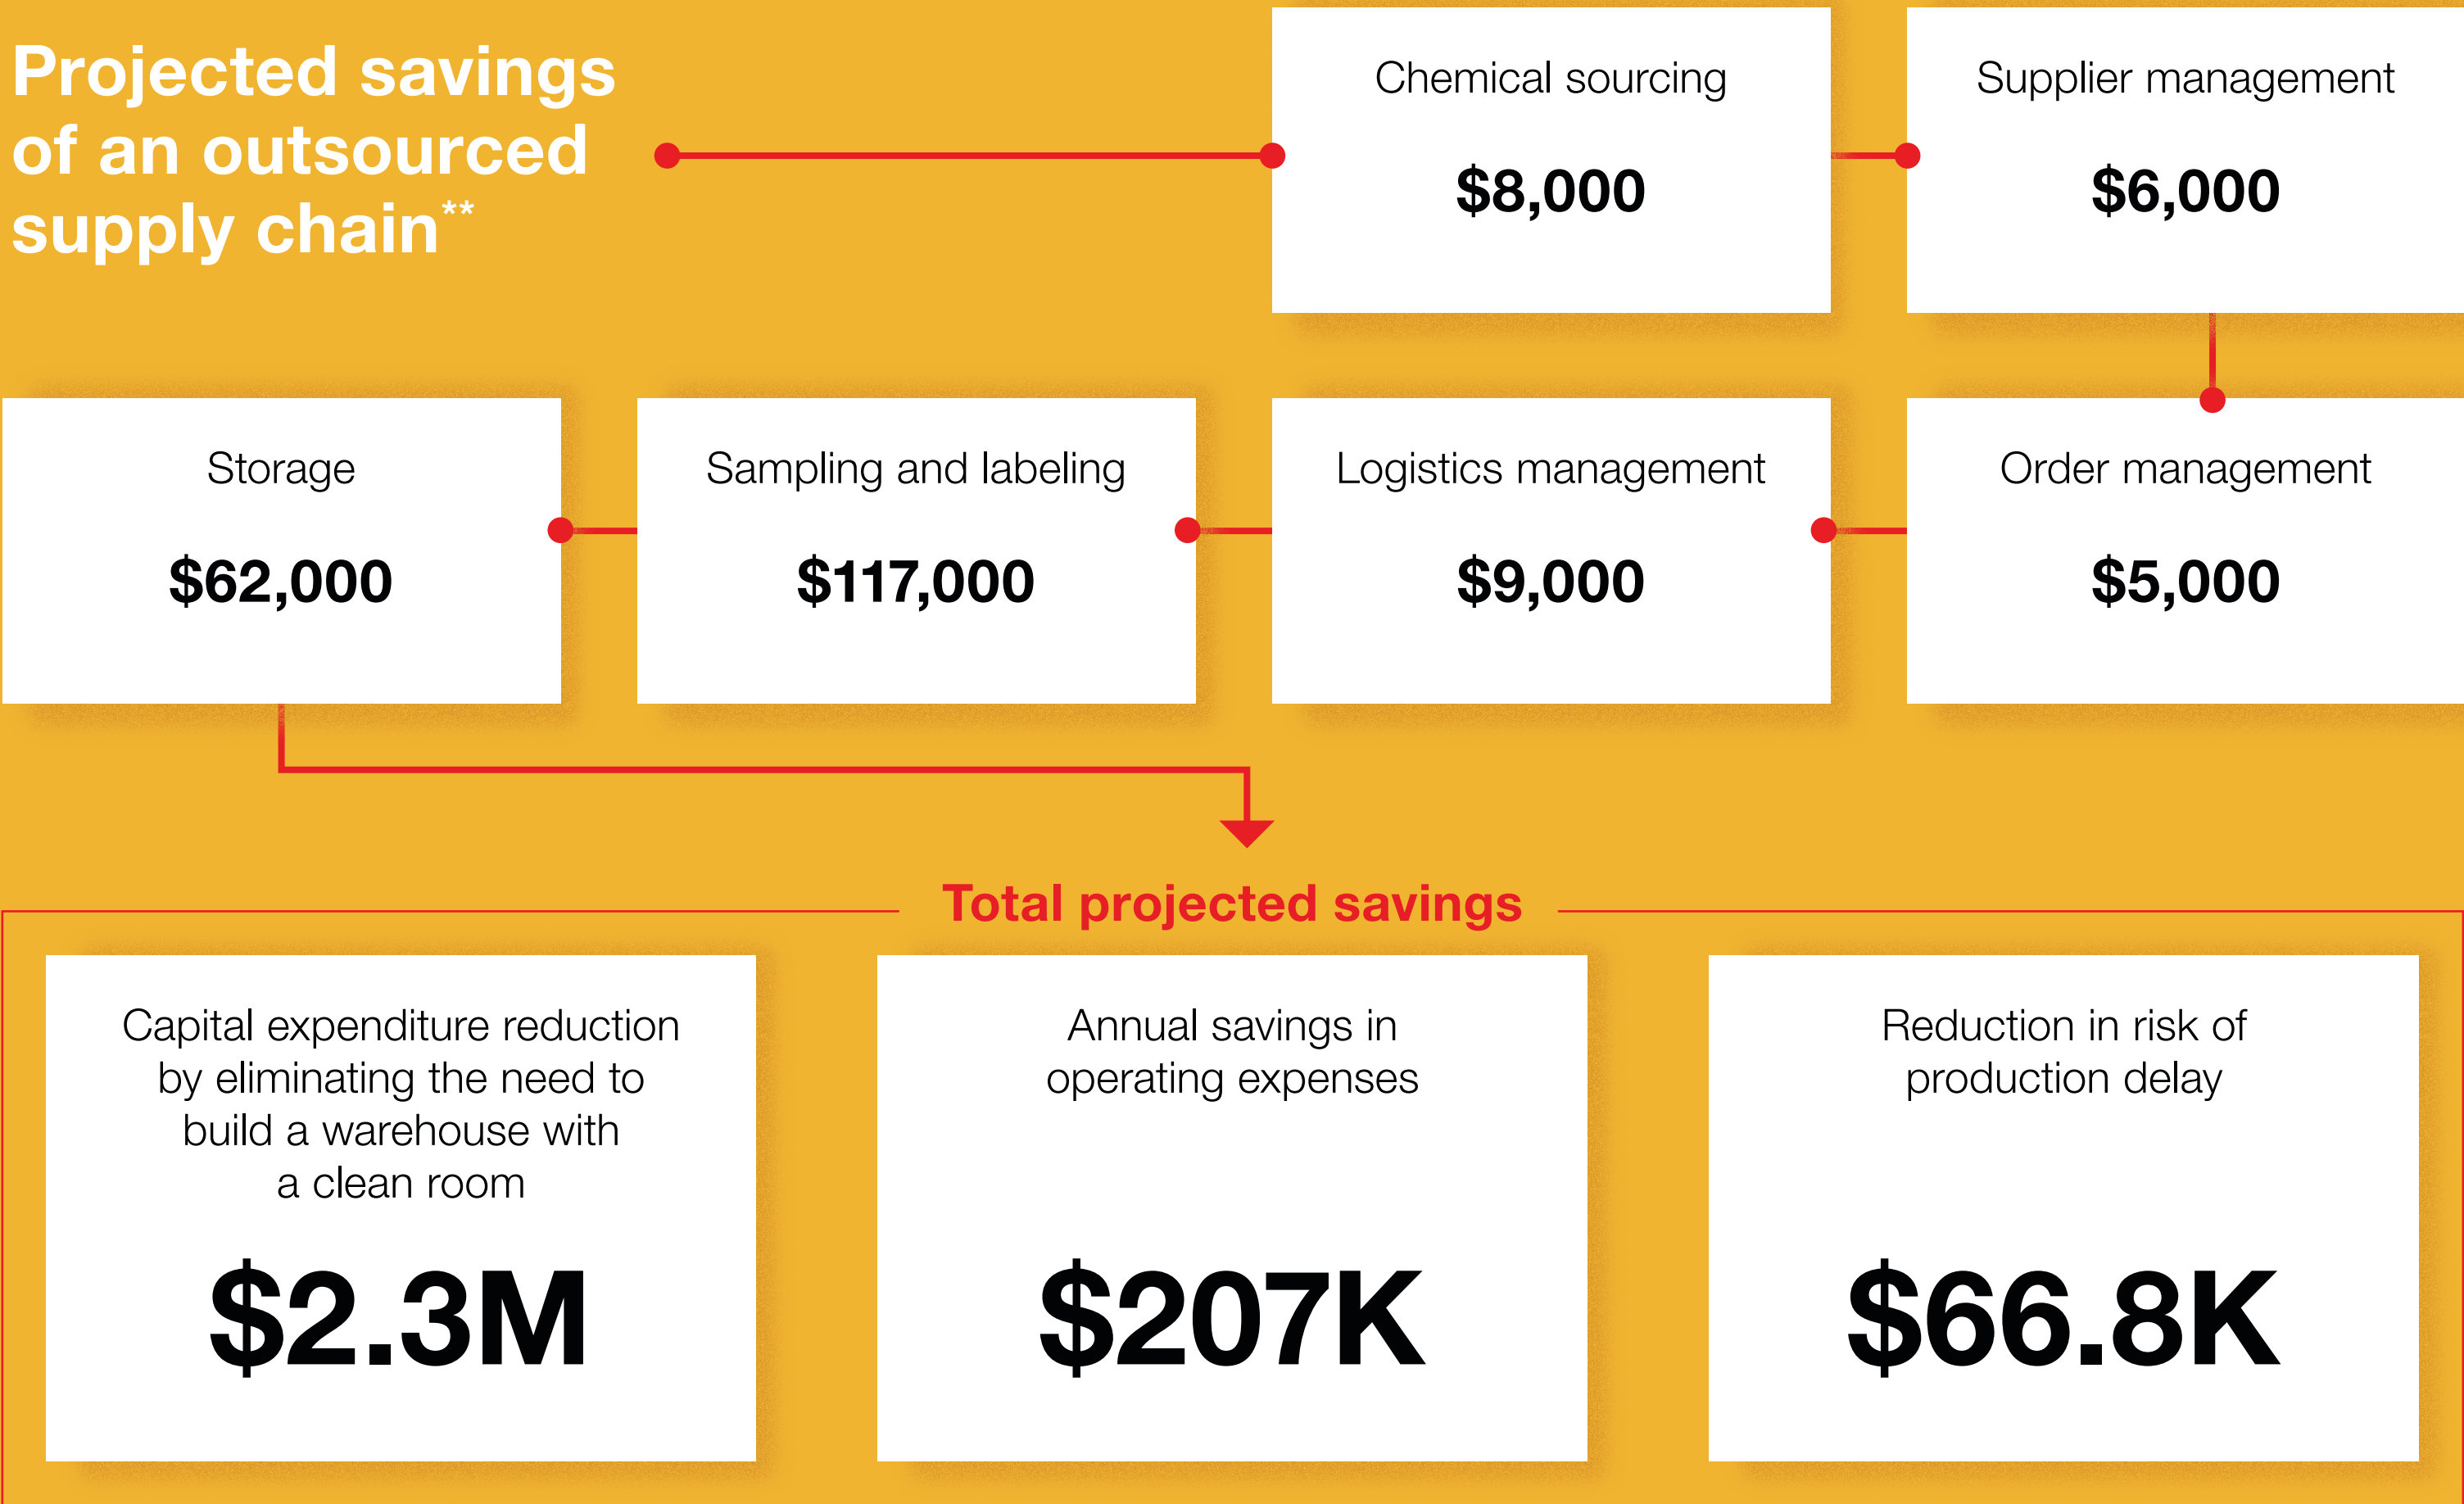 Projected savings
of an outsourced
supply chain**
Chemical sourcing
$8,000
Supplier management
$6,000
Storage
$62,000
Sampling and labeling
$117,000
Logistics management
$9,000
Order management
$5,000
Total projected savings
Capital expenditure reduction
by eliminating the need to
build a warehouse with
a clean room
$2.3M
Annual savings in
operating expenses
$207K
Reduction in risk of
production delay
$66.8K